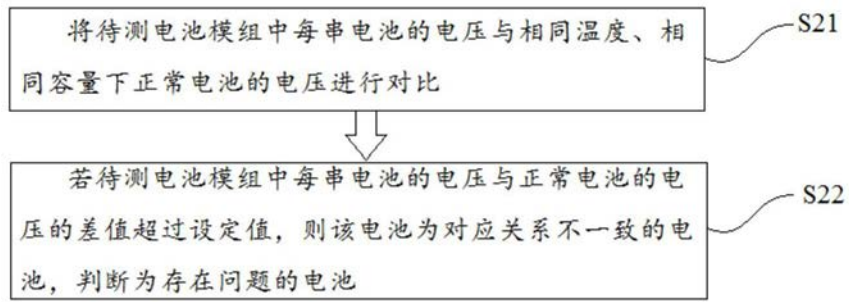 将待测电池模组中每串电池的电压与相同温度、相
同容量下正常电池的电压进行对比
S21
若待测电池模组中每串电池的电压与正常电池的电
压的差值超过设定值，则该电池为对应关系不一致的电
池，判断为存在问题的电池
S22